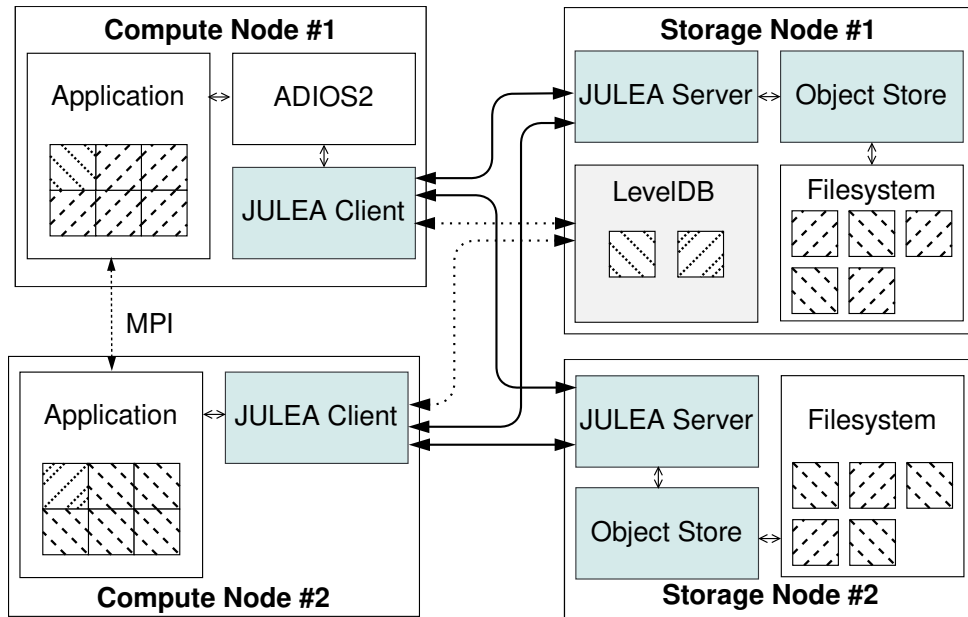 Compute Node #1
Application
ADIOS2
JULEA Client
MPI
Application
JULEA Client
Compute Node #2
Storage Node #1
JULEA Server
Object Store
LevelDB
Filesystem
JULEA Server
Filesystem
Object Store
Storage Node #2